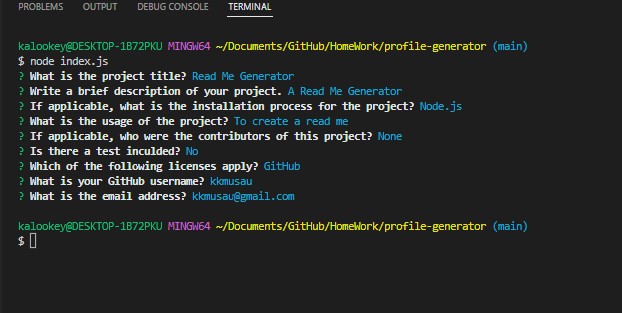 PROBLEMS OUTPUT DEBUG CONSOLE TERMINAL
kalookey@DESKTOP-1B72PKU MINGW64 ~/Documents/GitHub/HomeWork/profile-generator (main)
$ node index.js
? What is the project title? Read Me Generator
? Write a brief description of your project. A Read Me Generator
? If applicable, what is the installation process for the project? Node.js
? What is the usage of the project? To create a read me
? If applicable, who were the contributors of this project? None
? Is there a test inculded? No
? Which of the following licenses apply? GitHub
? What is your GitHub username? kkmusau
? What is the email address? kkmusau@gmail.com
kalookey@DESKTOP-1B72PKU MINGW64 ~/Documents/GitHub/HomeWork/profile-generator (main)
$